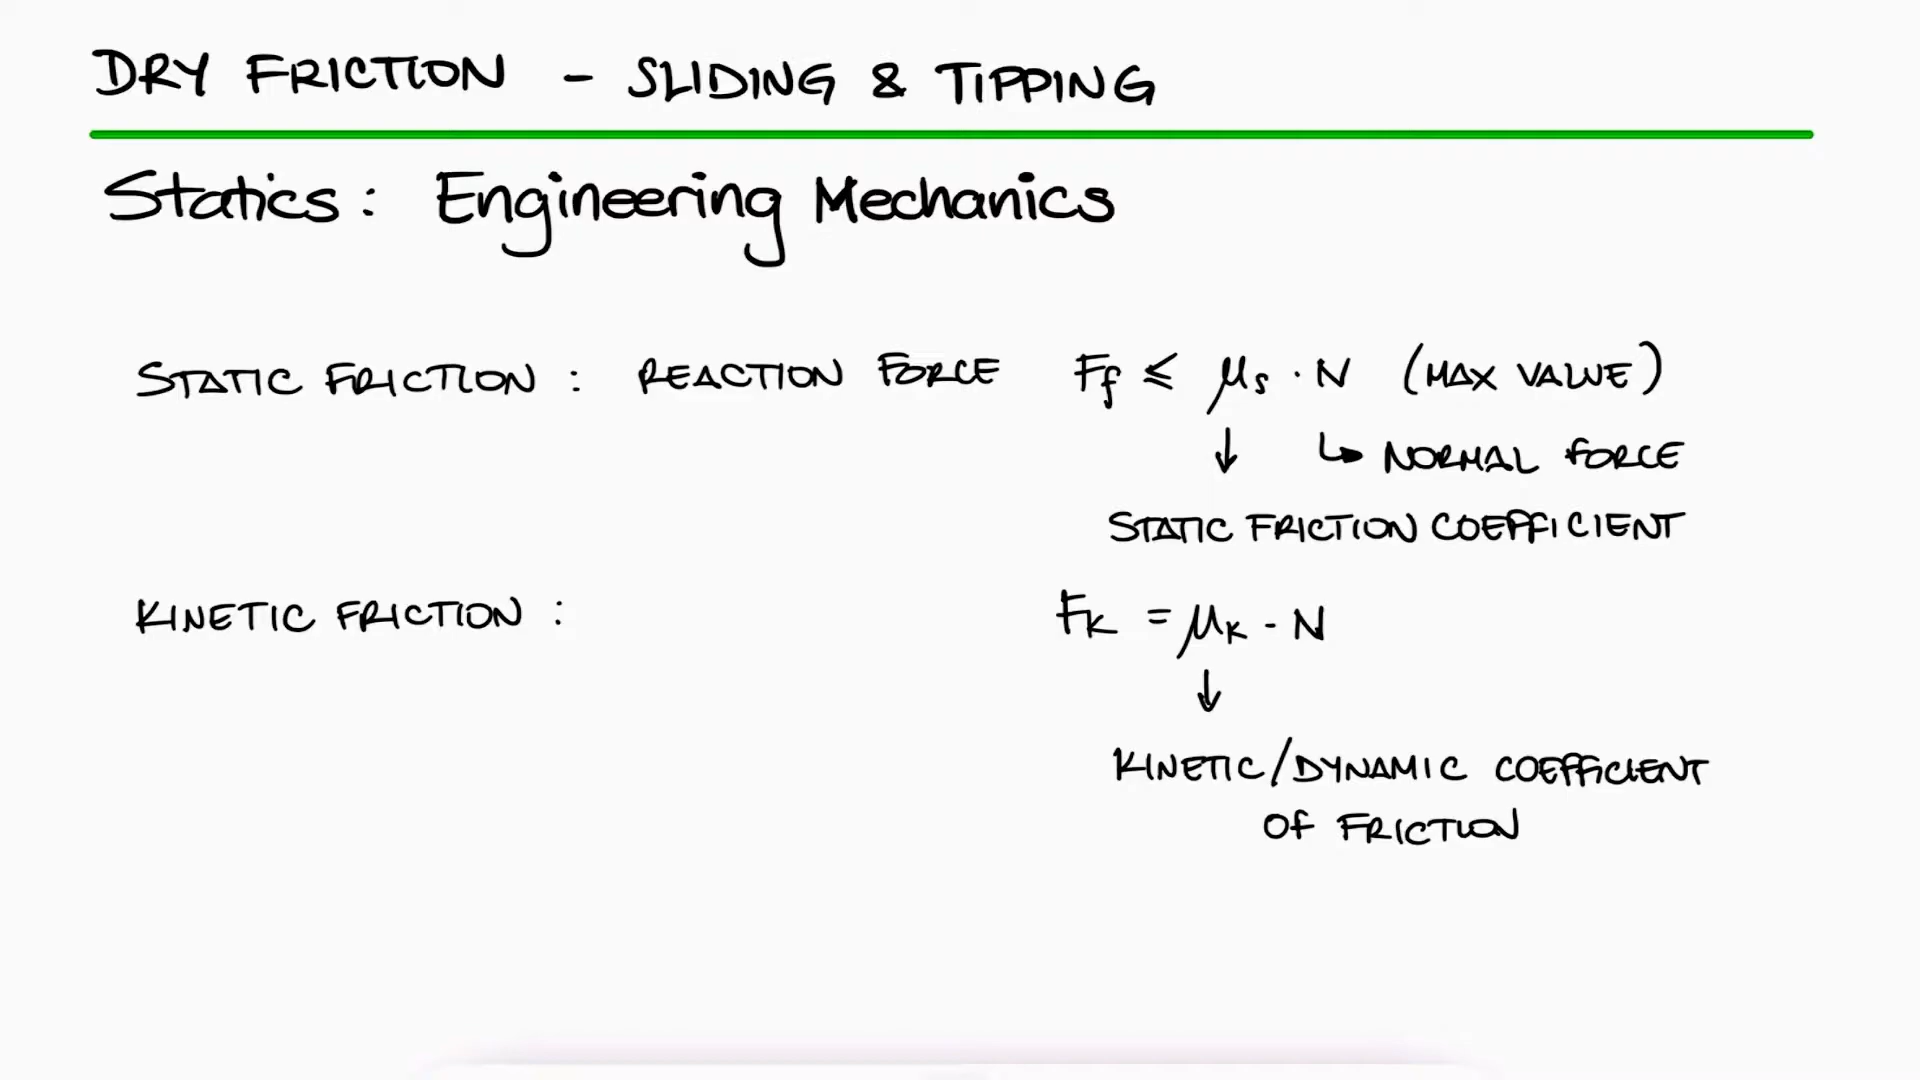 DRY FRICTION - SLIDING & TIPPING
Statics: Engineering Mechanics
STATIC FRICTION : REACTION FORCE Ff ≤ μs · N (MAX VALUE)
↓ ↳ NORMAL FORCE
STATIC FRICTION COEFFICIENT
KINETIC FRICTION : FK = μK - N
↓
KINETIC/DYNAMIC COEFFICIENT
OF FRICTION